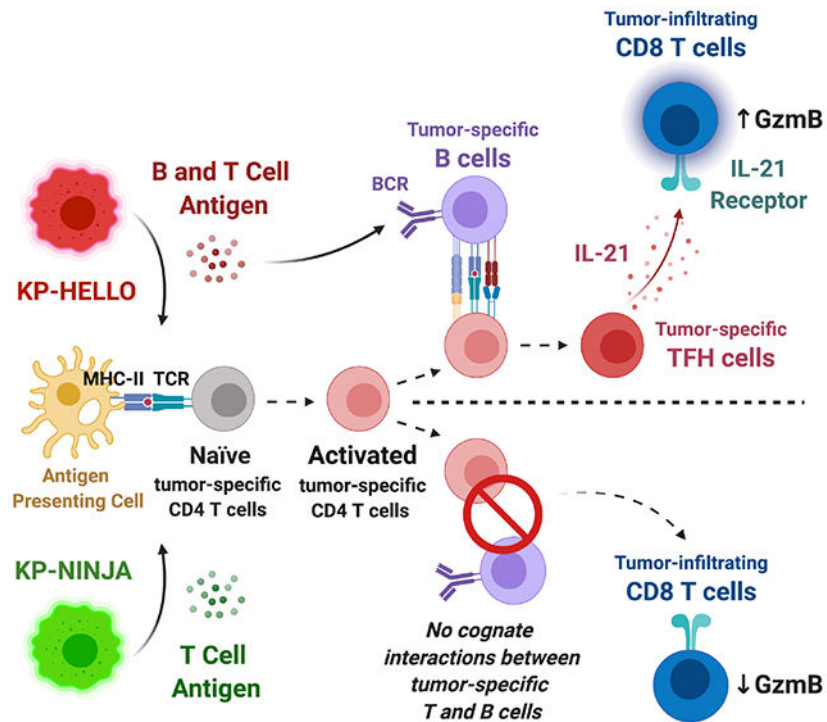 Tumor-infiltrating
CD8 T cells
↑GzmB
IL-21
Receptor
Tumor-specific
B cells
BCR
B and T Cell
Antigen
KP-HELLO
IL-21
Tumor-specific
TFH cells
MHC-II TCR
Antigen
Presenting Cell
Naïve
tumor-specific
CD4 T cells
Activated
tumor-specific
CD4 T cells
KP-NINJA
T Cell
Antigen
No cognate
interactions between
tumor-specific
T and B cells
Tumor-infiltrating
CD8 T cells
↓GzmB